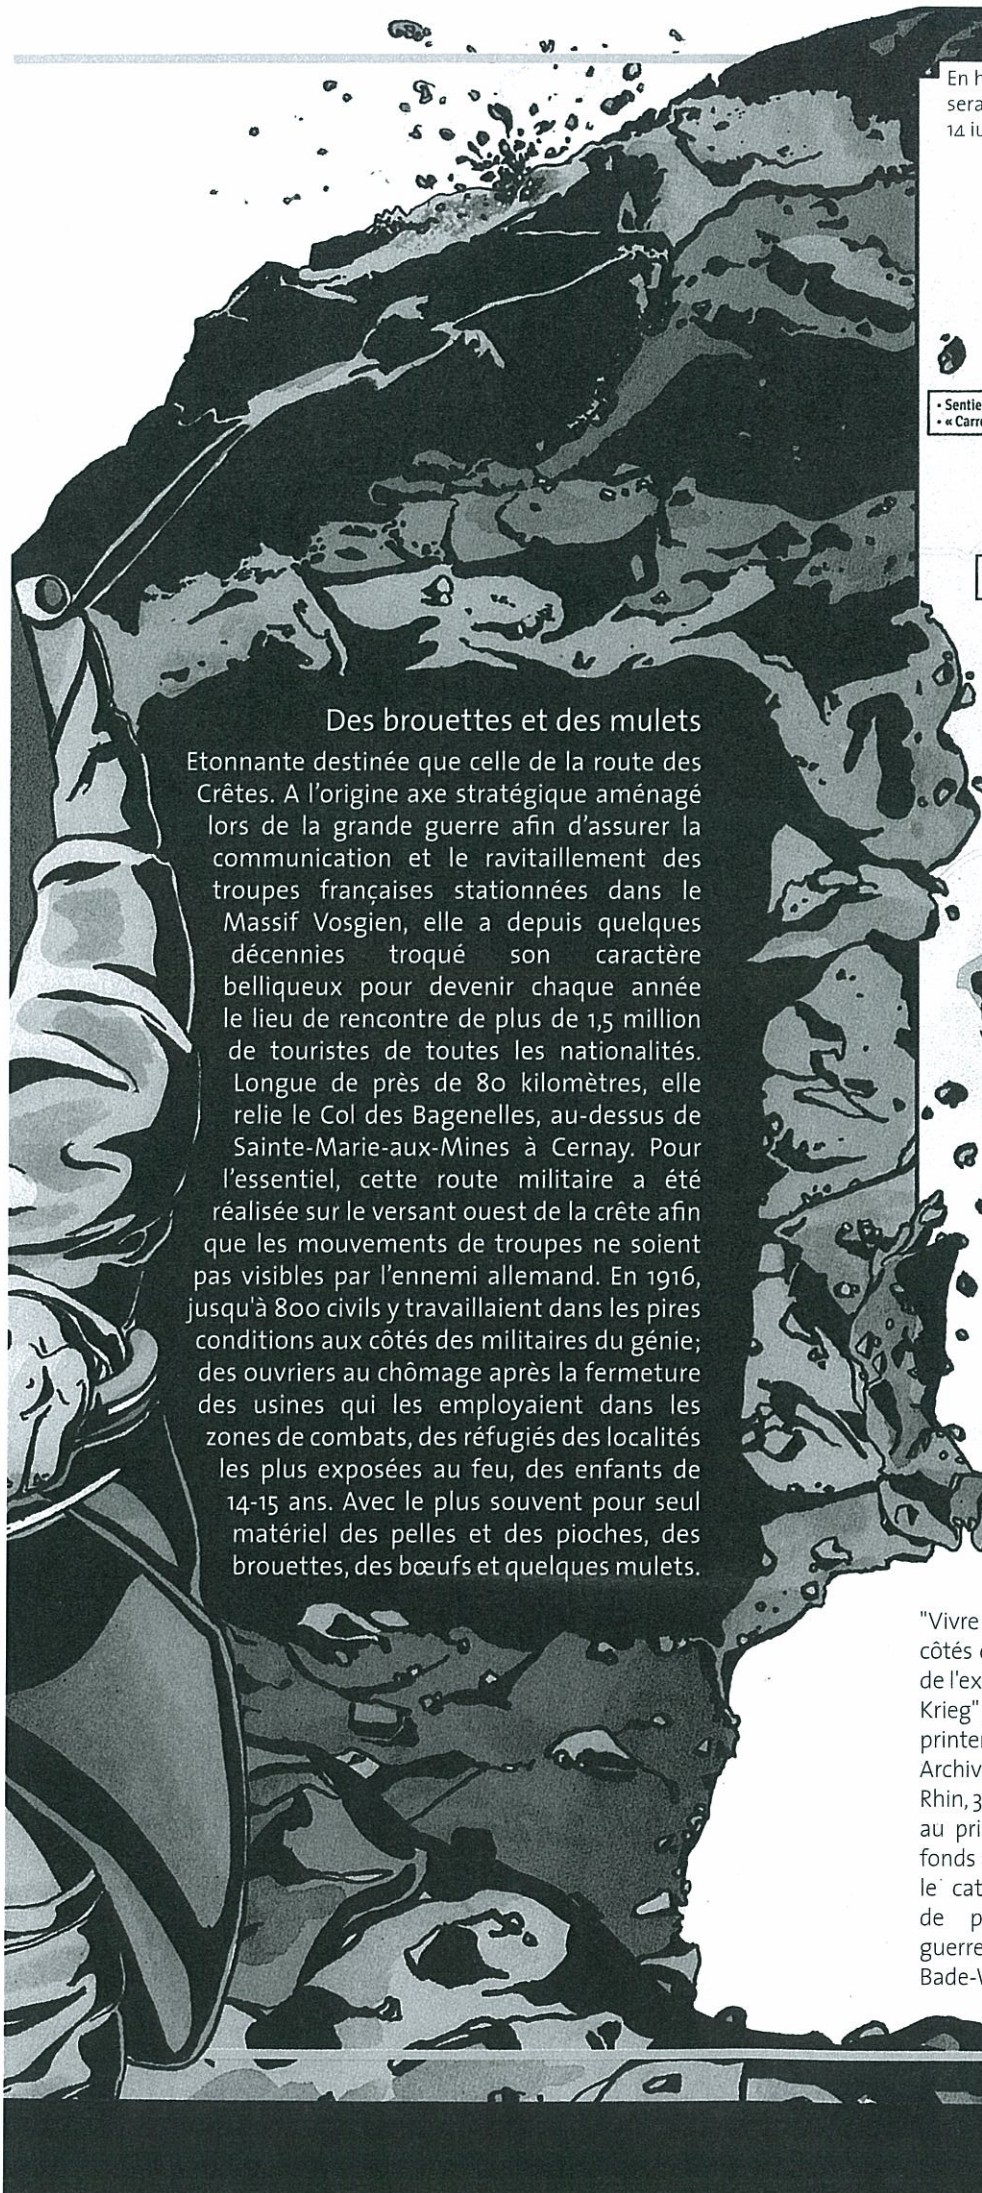 Des brouettes et des mulets
Etonnante destinée que celle de la route des
Crêtes. A l'origine axe stratégique aménagé
lors de la grande guerre afin d'assurer la
communication et le ravitaillement des
troupes françaises stationnées dans le
Massif Vosgien, elle a depuis quelques
décennies troqué son caractère
belliqueux pour devenir chaque année
le lieu de rencontre de plus de 1,5 million
de touristes de toutes les nationalités.
Longue de près de 80 kilomètres, elle
relie le Col des Bagenelles, au-dessus de
Sainte-Marie-aux-Mines à Cernay. Pour
l'essentiel, cette route militaire a été
réalisée sur le versant ouest de la crête afin
que les mouvements de troupes ne soient
pas visibles par l'ennemi allemand. En 1916,
jusqu'à 800 civils y travaillaient dans les pires
conditions aux côtés des militaires du génie;
des ouvriers au chômage après la fermeture
des usines qui les employaient dans les
zones de combats, des réfugiés des localités
les plus exposées au feu, des enfants de
14-15 ans. Avec le plus souvent pour seul
matériel des pelles et des pioches, des
brouettes, des bœufs et quelques mulets.
En
sera
14
• Sentie
• « Carr
"Vivre
côtés
de l'ex
Krieg"
printe
Archiv
Rhin, 3
au pri
fonds
le cat
de p
guerre
Bade-